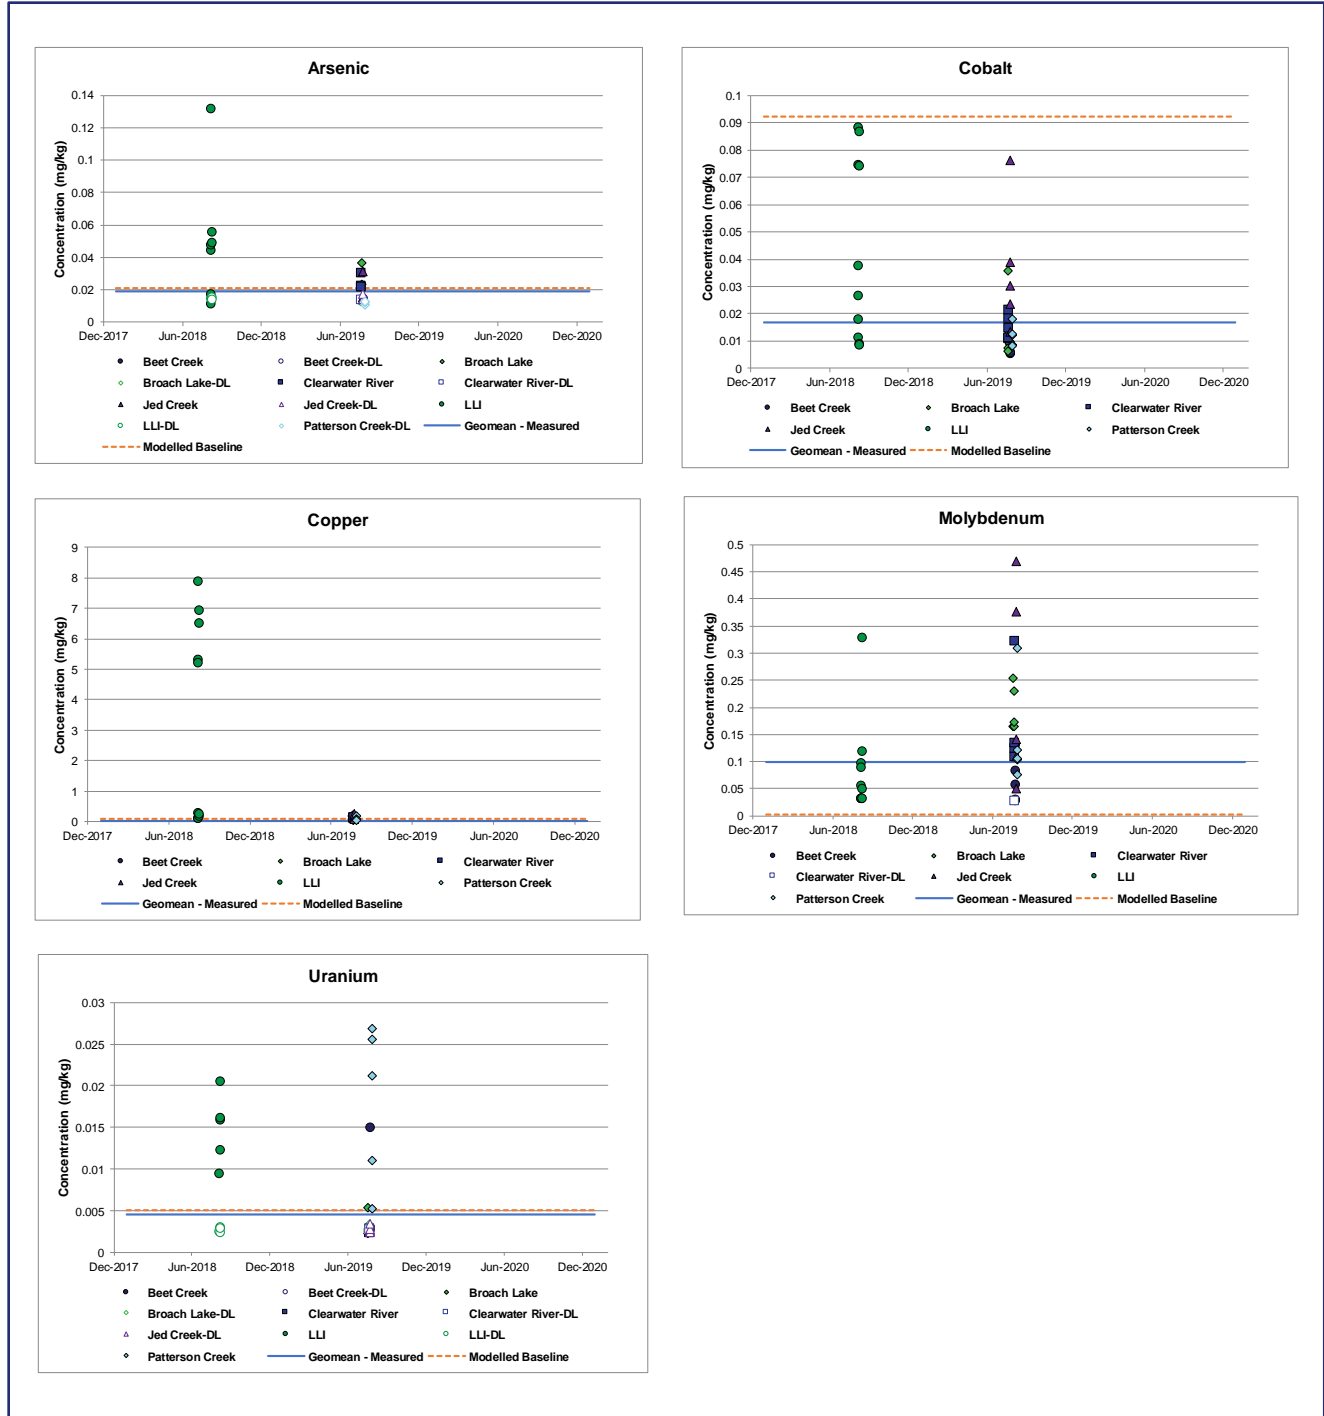 Arsenic
Concentration (mg/kg)
0.14
0.12
0.1
0.08
0.06
0.04
0.02
0
Dec-2017 Jun-2018 Dec-2018 Jun-2019 Dec-2019 Jun-2020 Dec-2020
Beet Creek Beet Creek-DL Broach Lake
Broach Lake-DL Clearwater River Clearwater River-DL
Jed Creek Jed Creek-DL LLI
LLI-DL Patterson Creek-DL Geomean - Measured
Modelled Baseline
Cobalt
Concentration (mg/kg)
0.1
0.09
0.08
0.07
0.06
0.05
0.04
0.03
0.02
0.01
0
Dec-2017 Jun-2018 Dec-2018 Jun-2019 Dec-2019 Jun-2020 Dec-2020
Beet Creek Broach Lake Clearwater River
Jed Creek LLI Patterson Creek
Geomean - Measured Modelled Baseline
Copper
Concentration (mg/kg)
9
8
7
6
5
4
3
2
1
0
Dec-2017 Jun-2018 Dec-2018 Jun-2019 Dec-2019 Jun-2020 Dec-2020
Beet Creek Broach Lake Clearwater River
Jed Creek LLI Patterson Creek
Geomean - Measured Modelled Baseline
Molybdenum
Concentration (mg/kg)
0.5
0.45
0.4
0.35
0.3
0.25
0.2
0.15
0.1
0.05
0
Dec-2017 Jun-2018 Dec-2018 Jun-2019 Dec-2019 Jun-2020 Dec-2020
Beet Creek Broach Lake Clearwater River
Clearwater River-DL Jed Creek LLI
Patterson Creek Geomean - Measured Modelled Baseline
Uranium
Concentration (mg/kg)
0.03
0.025
0.02
0.015
0.01
0.005
0
Dec-2017 Jun-2018 Dec-2018 Jun-2019 Dec-2019 Jun-2020 Dec-2020
Beet Creek Beet Creek-DL Broach Lake
Broach Lake-DL Clearwater River Clearwater River-DL
Jed Creek-DL LLI LLI-DL
Patterson Creek Geomean - Measured Modelled Baseline